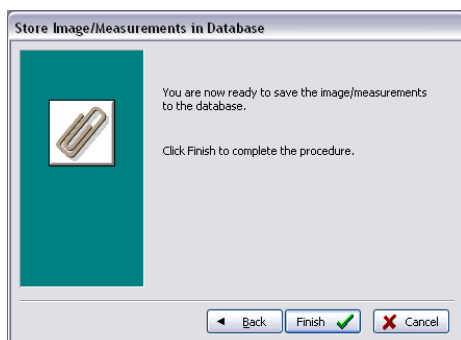 Store Image/Measurements in Database
You are now ready to save the image/measurements
to the database.
Click Finish to complete the procedure.
Back
Finish
Cancel